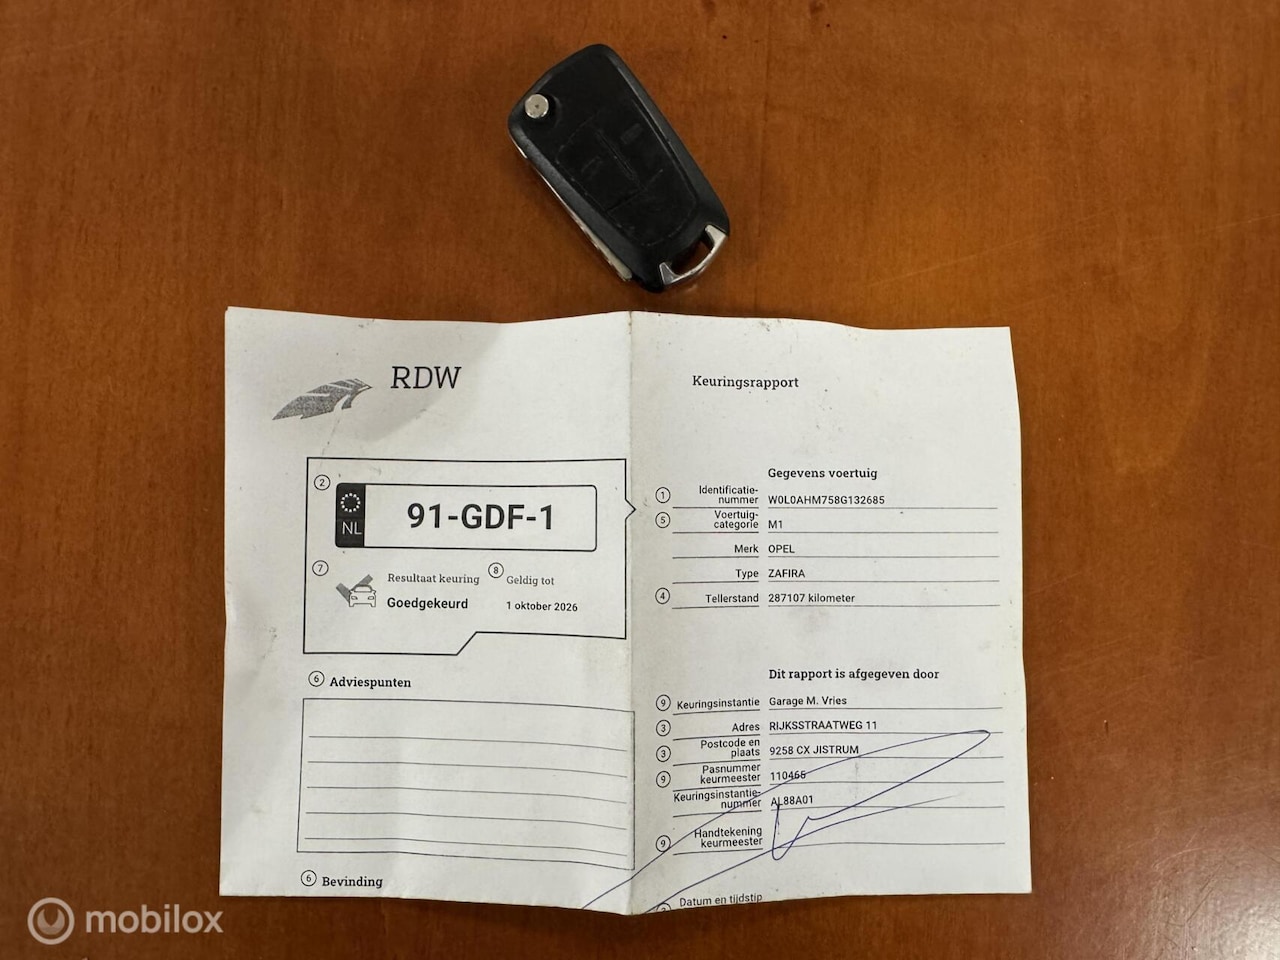 RDW
Keuringsrapport
2
NL
91-GDF-1
7
Resultaat keuring
Goedgekeurd
8
Geldig tot
1 oktober 2026
6 Adviespunten
6 Bevinding
Gegevens voertuig
1 Identificatie-
nummer W0L0AHM758G132685
5 Voertuig-
categorie M1
Merk OPEL
Type ZAFIRA
4 Tellerstand 287107 kilometer
Dit rapport is afgegeven door
9 Keuringsinstantie Garage M. Vries
3 Adres RIJKSSTRAATWEG 11
3 Postcode en
plaats 9258 CX JISTRUM
9 Pasnummer
keurmeester 110465
Keuringsinstantie-
nummer AL88A01
9 Handtekening
keurmeester
Datum en tijdstip
mobilox